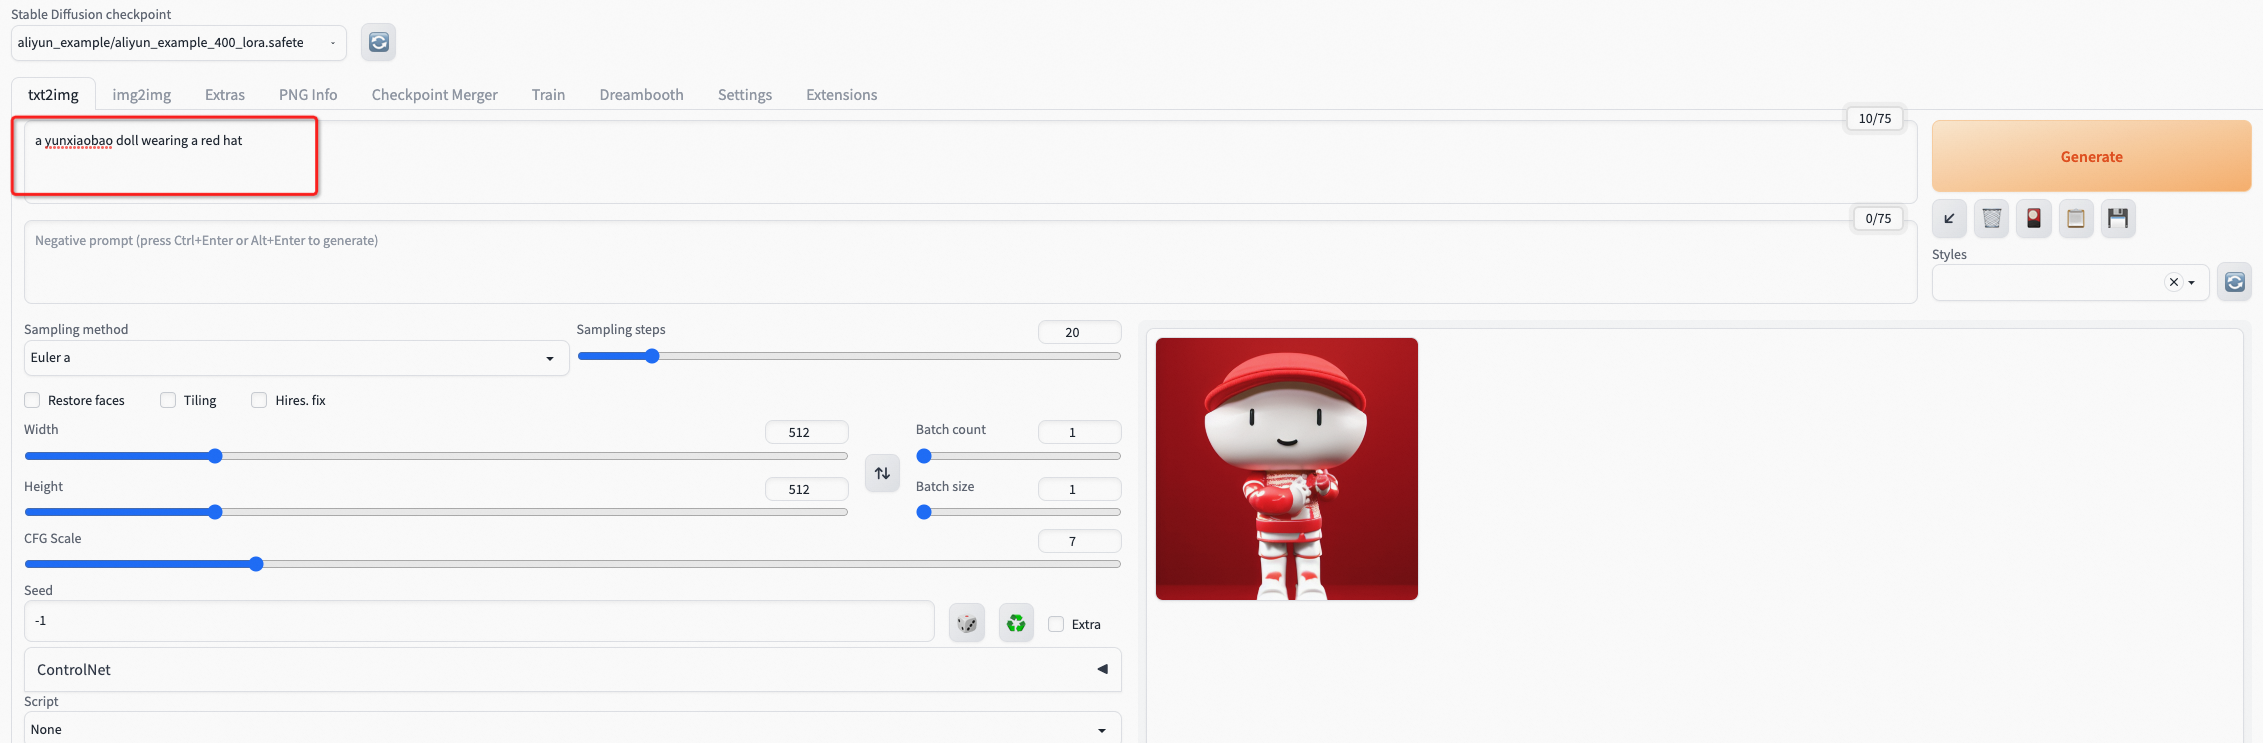 Stable Diffusion checkpoint
aliyun_example/aliyun_example_400_lora.safete
txt2img img2img Extras PNG Info Checkpoint Merger Train Dreambooth Settings Extensions
10/75
a yunxiaobao doll wearing a red hat
Generate
0/75
Negative prompt (press Ctrl+Enter or Alt+Enter to generate)
Styles
Sampling method
Euler a
Sampling steps
20
Restore faces Tiling Hires. fix
Width
512
Batch count
1
Height
512
Batch size
1
CFG Scale
7
Seed
-1
Extra
ControlNet
Script
None